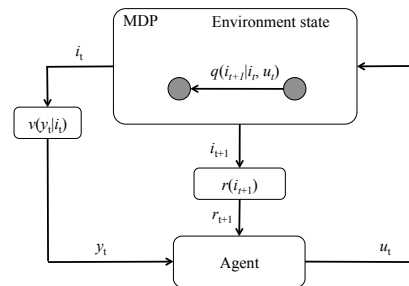 MDP Environment state
i_t
q(i_{t+1}|i_t, u_t)
v(y_t|i_t)
i_{t+1}
r(i_{t+1})
r_{t+1}
y_t
Agent
u_t